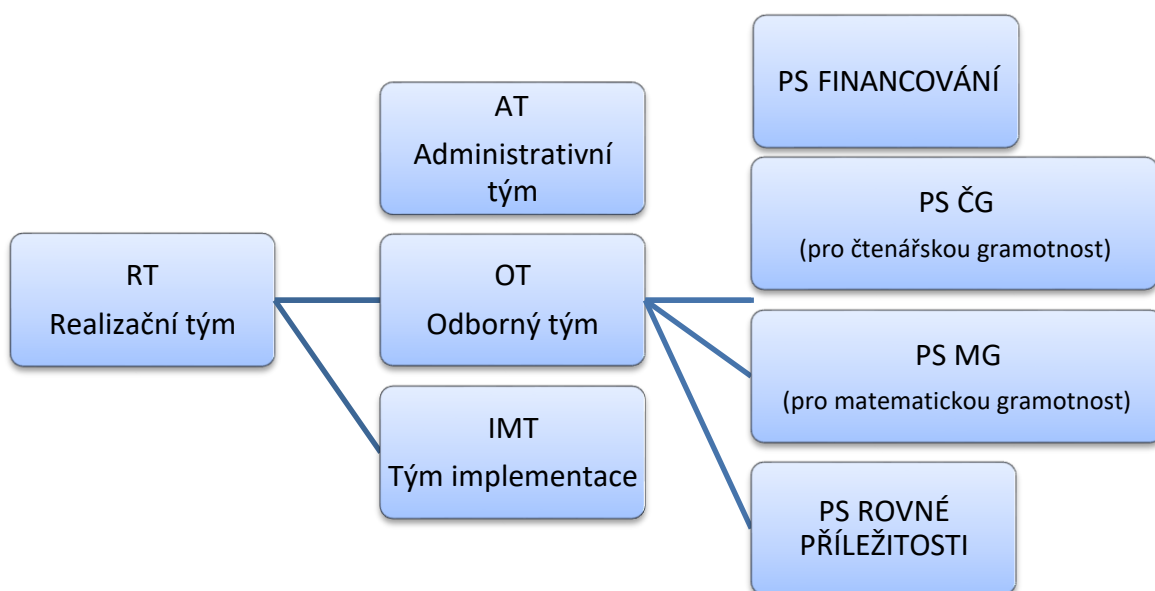 RT
Realizační tým
AT
Administrativní
tým
OT
Odborný tým
IMT
Tým implementace
PS FINANCOVÁNÍ
PS ČG
(pro čtenářskou gramotnost)
PS MG
(pro matematickou gramotnost)
PS ROVNÉ
PŘÍLEŽITOSTI